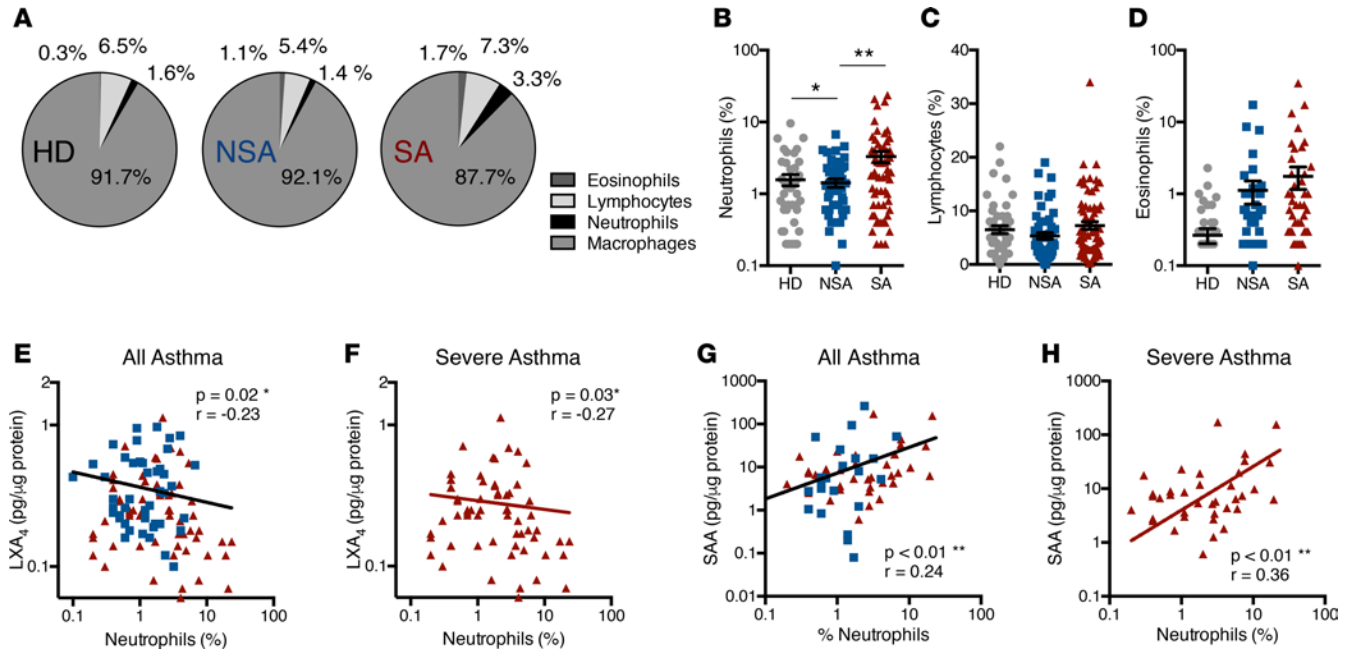 A
0.3%
6.5%
1.6%
HD
91.7%
1.1%
5.4%
1.4 %
NSA
92.1%
1.7%
7.3%
3.3%
SA
87.7%
Eosinophils
Lymphocytes
Neutrophils
Macrophages
B
Neutrophils (%)
100
10
1
0.1
*
**
HD NSA SA
C
Lymphocytes (%)
40
30
20
10
0
HD NSA SA
D
Eosinophils (%)
100
10
1
0.1
HD NSA SA
E
All Asthma
LXA4 (pg/μg protein)
2
1
0.1
p = 0.02 *
r = -0.23
0.1 1 10 100
Neutrophils (%)
F
Severe Asthma
LXA4 (pg/μg protein)
2
1
0.1
p = 0.03*
r = -0.27
0.1 1 10 100
Neutrophils (%)
G
All Asthma
SAA (pg/μg protein)
1000
100
10
1
0.1
0.01
p < 0.01 **
r = 0.24
0.1 1 10 100
% Neutrophils
H
Severe Asthma
SAA (pg/μg protein)
1000
100
10
1
0.1
p < 0.01 **
r = 0.36
0.1 1 10 100
Neutrophils (%)